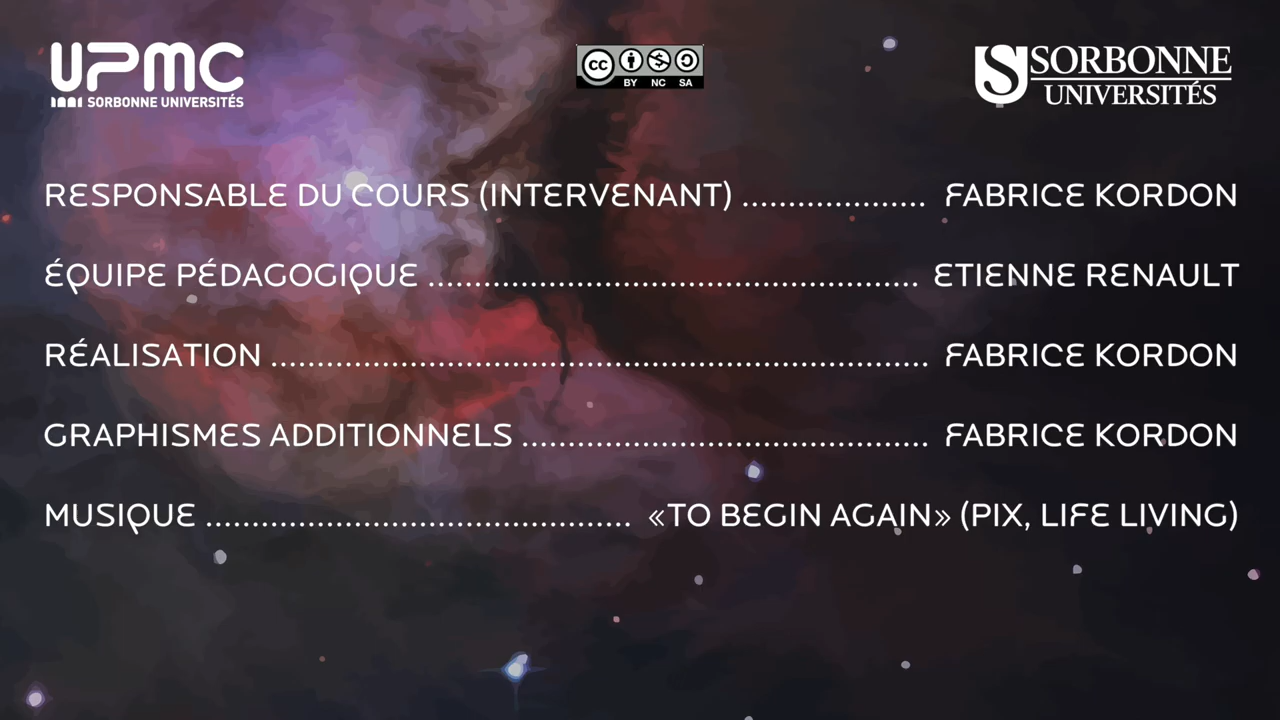 UPMC
SORBONNE UNIVERSITÉS
cc
BY NC SA
S SORBONNE
UNIVERSITÉS
RESPONSABLE DU COURS (INTERVENANT) .................... FABRICE KORDON
ÉQUIPE PÉDAGOGIQUE ..................................................... ETIENNE RENAULT
RÉALISATION ....................................................................... FABRICE KORDON
GRAPHISMES ADDITIONNELS ............................................ FABRICE KORDON
MUSIQUE .............................................. «TO BEGIN AGAIN» (PIX, LIFE LIVING)